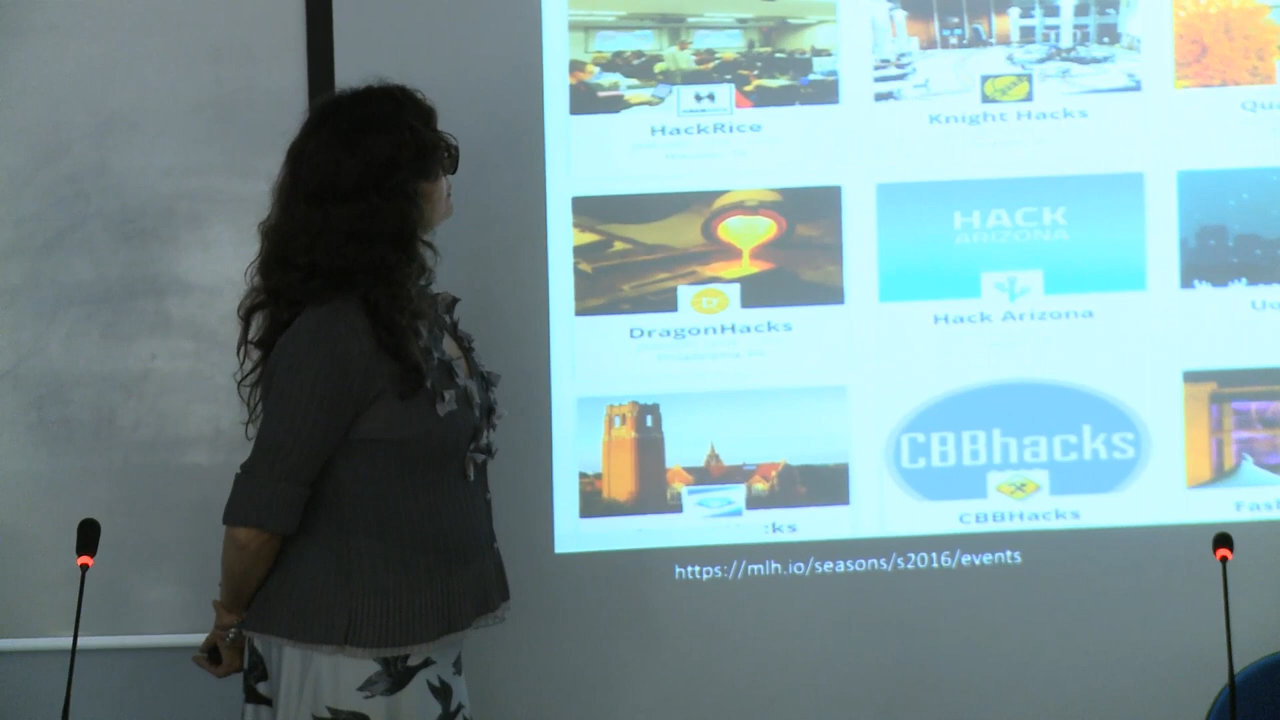 HackRice
Knight Hacks
HACK
ARIZONA
DragonHacks
Hack Arizona
CBBhacks
CBBHacks
https://mlh.io/seasons/s2016/events